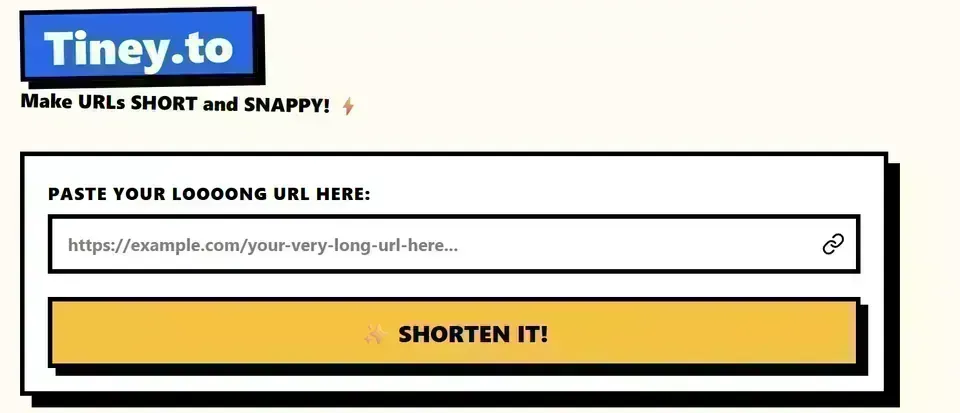 Tiney.to
Make URLs SHORT and SNAPPY! ⚡
PASTE YOUR LOOOONG URL HERE:
https://example.com/your-very-long-url-here...
✨ SHORTEN IT!